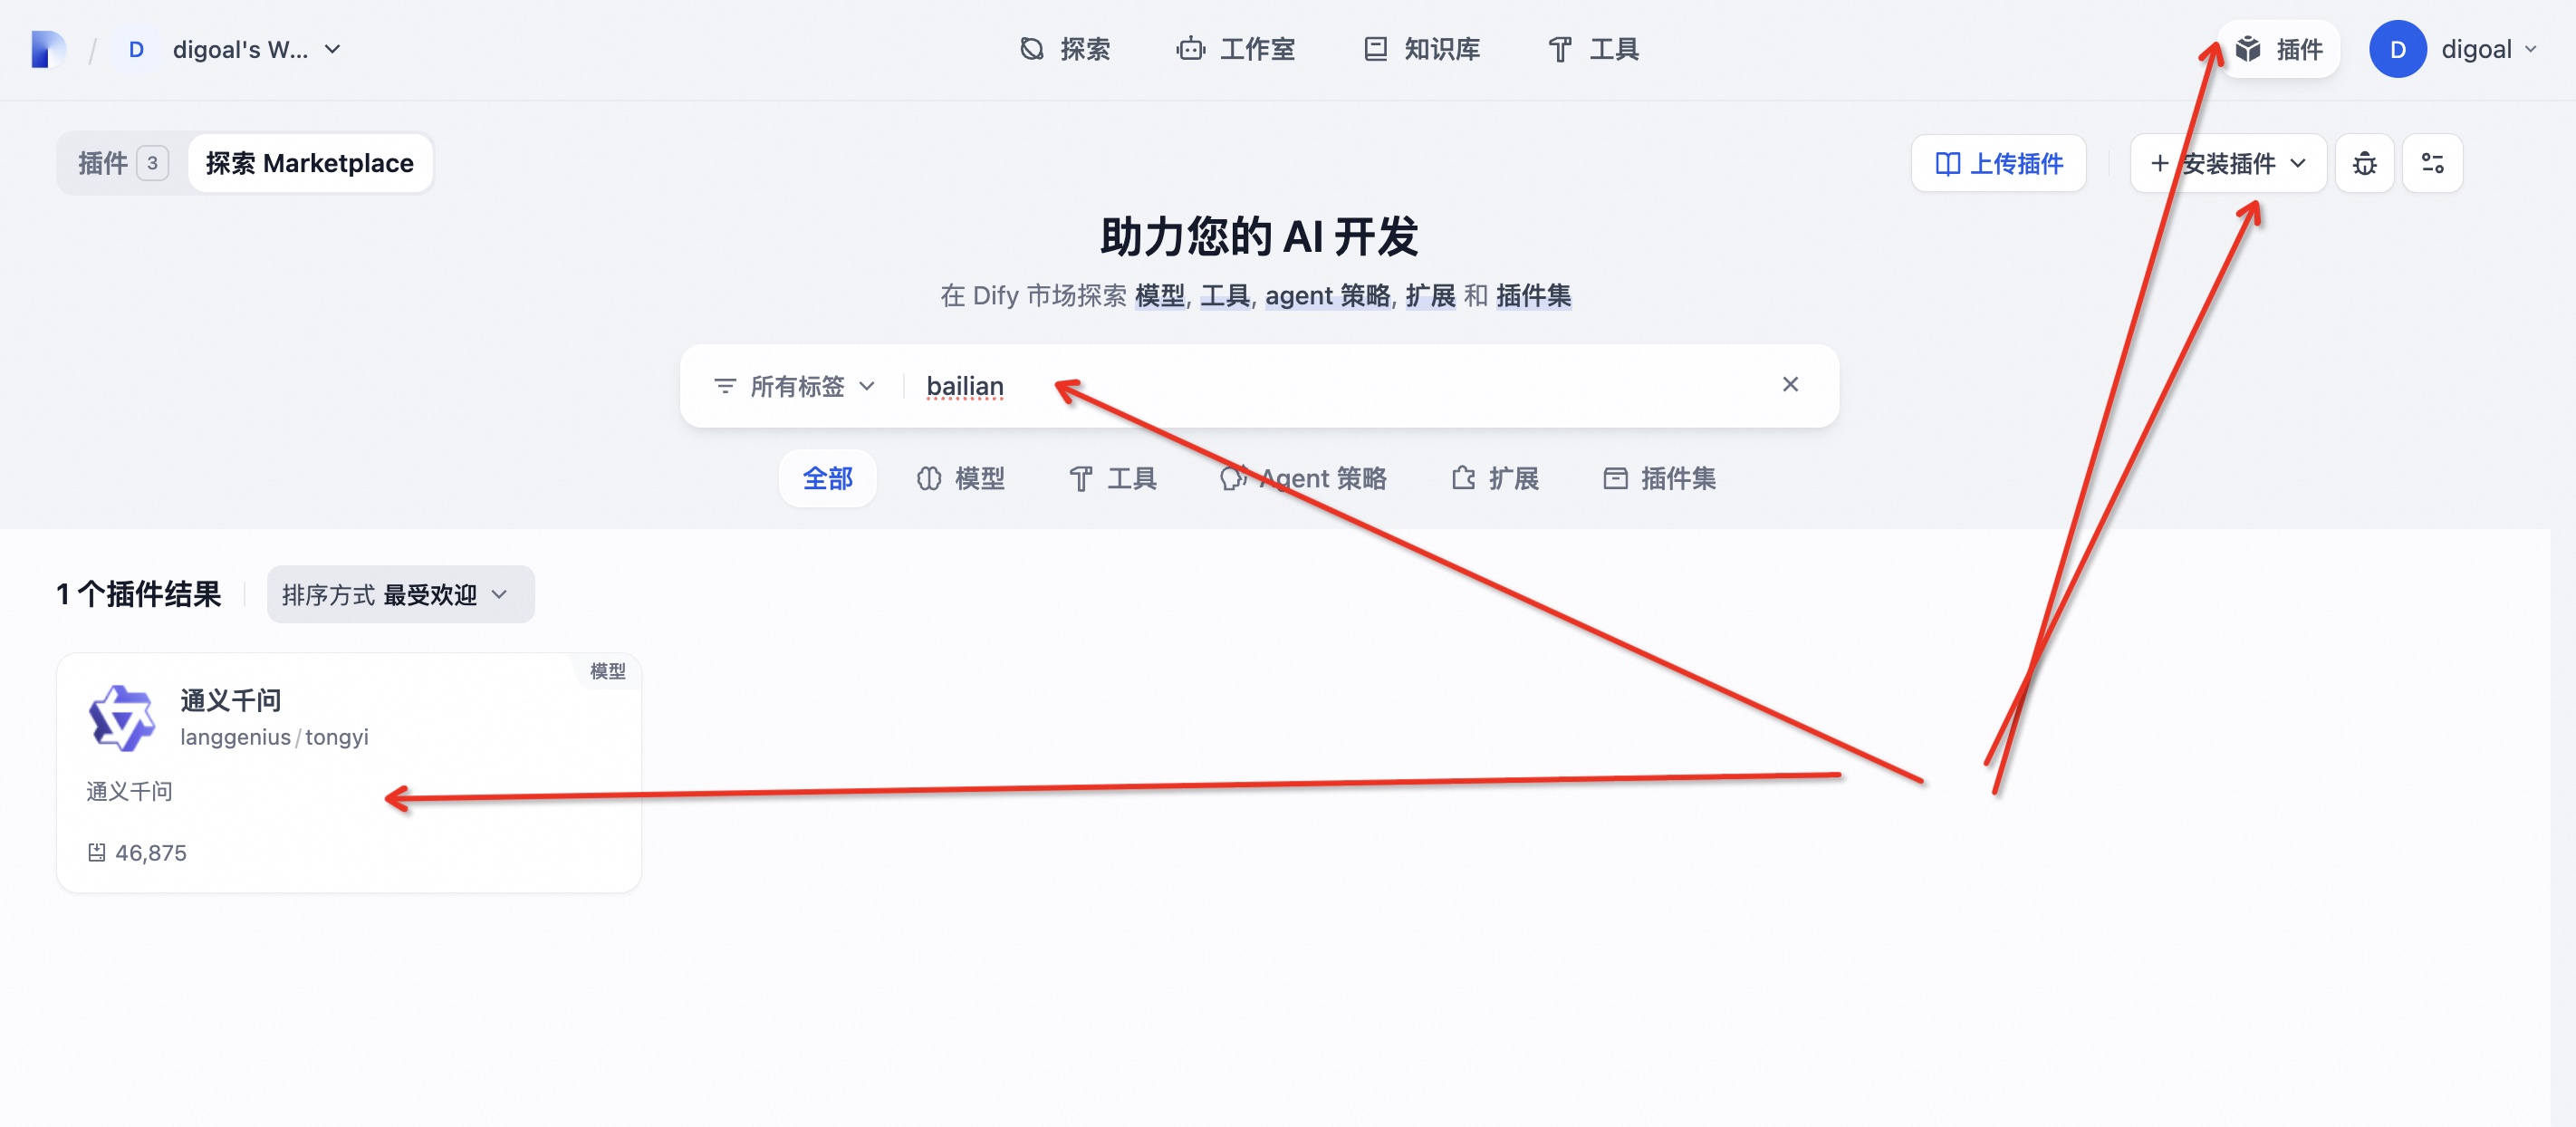 / D digoal's W... 探索 工作室 知识库 工具 插件 D digoal
插件 3 探索 Marketplace 上传插件 + 安装插件
助力您的 AI 开发
在 Dify 市场探索 模型, 工具, agent 策略, 扩展 和 插件集
所有标签 bailian
全部 模型 工具 Agent 策略 扩展 插件集
1 个插件结果 排序方式 最受欢迎
模型
通义千问
langgenius/tongyi
通义千问
46,875